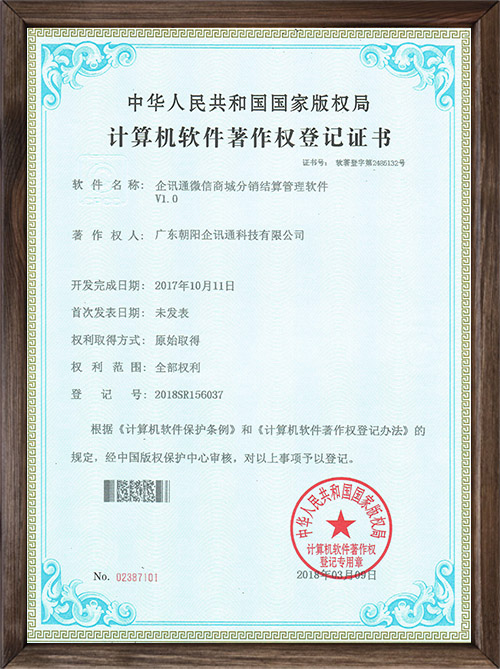 中华人民共和国国家版权局
计算机软件著作权登记证书
证书号: 软著登字第2485132号
软件名称: 企讯通微信商城分销结算管理软件
V1.0
著作权人: 广东朝阳企讯通科技有限公司
开发完成日期: 2017年10月11日
首次发表日期: 未发表
权利取得方式: 原始取得
权利范围: 全部权利
登记号: 2018SR156037
根据《计算机软件保护条例》和《计算机软件著作权登记办法》的
规定，经中国版权保护中心审核，对以上事项予以登记。
中华人民共和国国家版权局
计算机软件著作权
登记专用章
No. 02387101
2018年03月09日